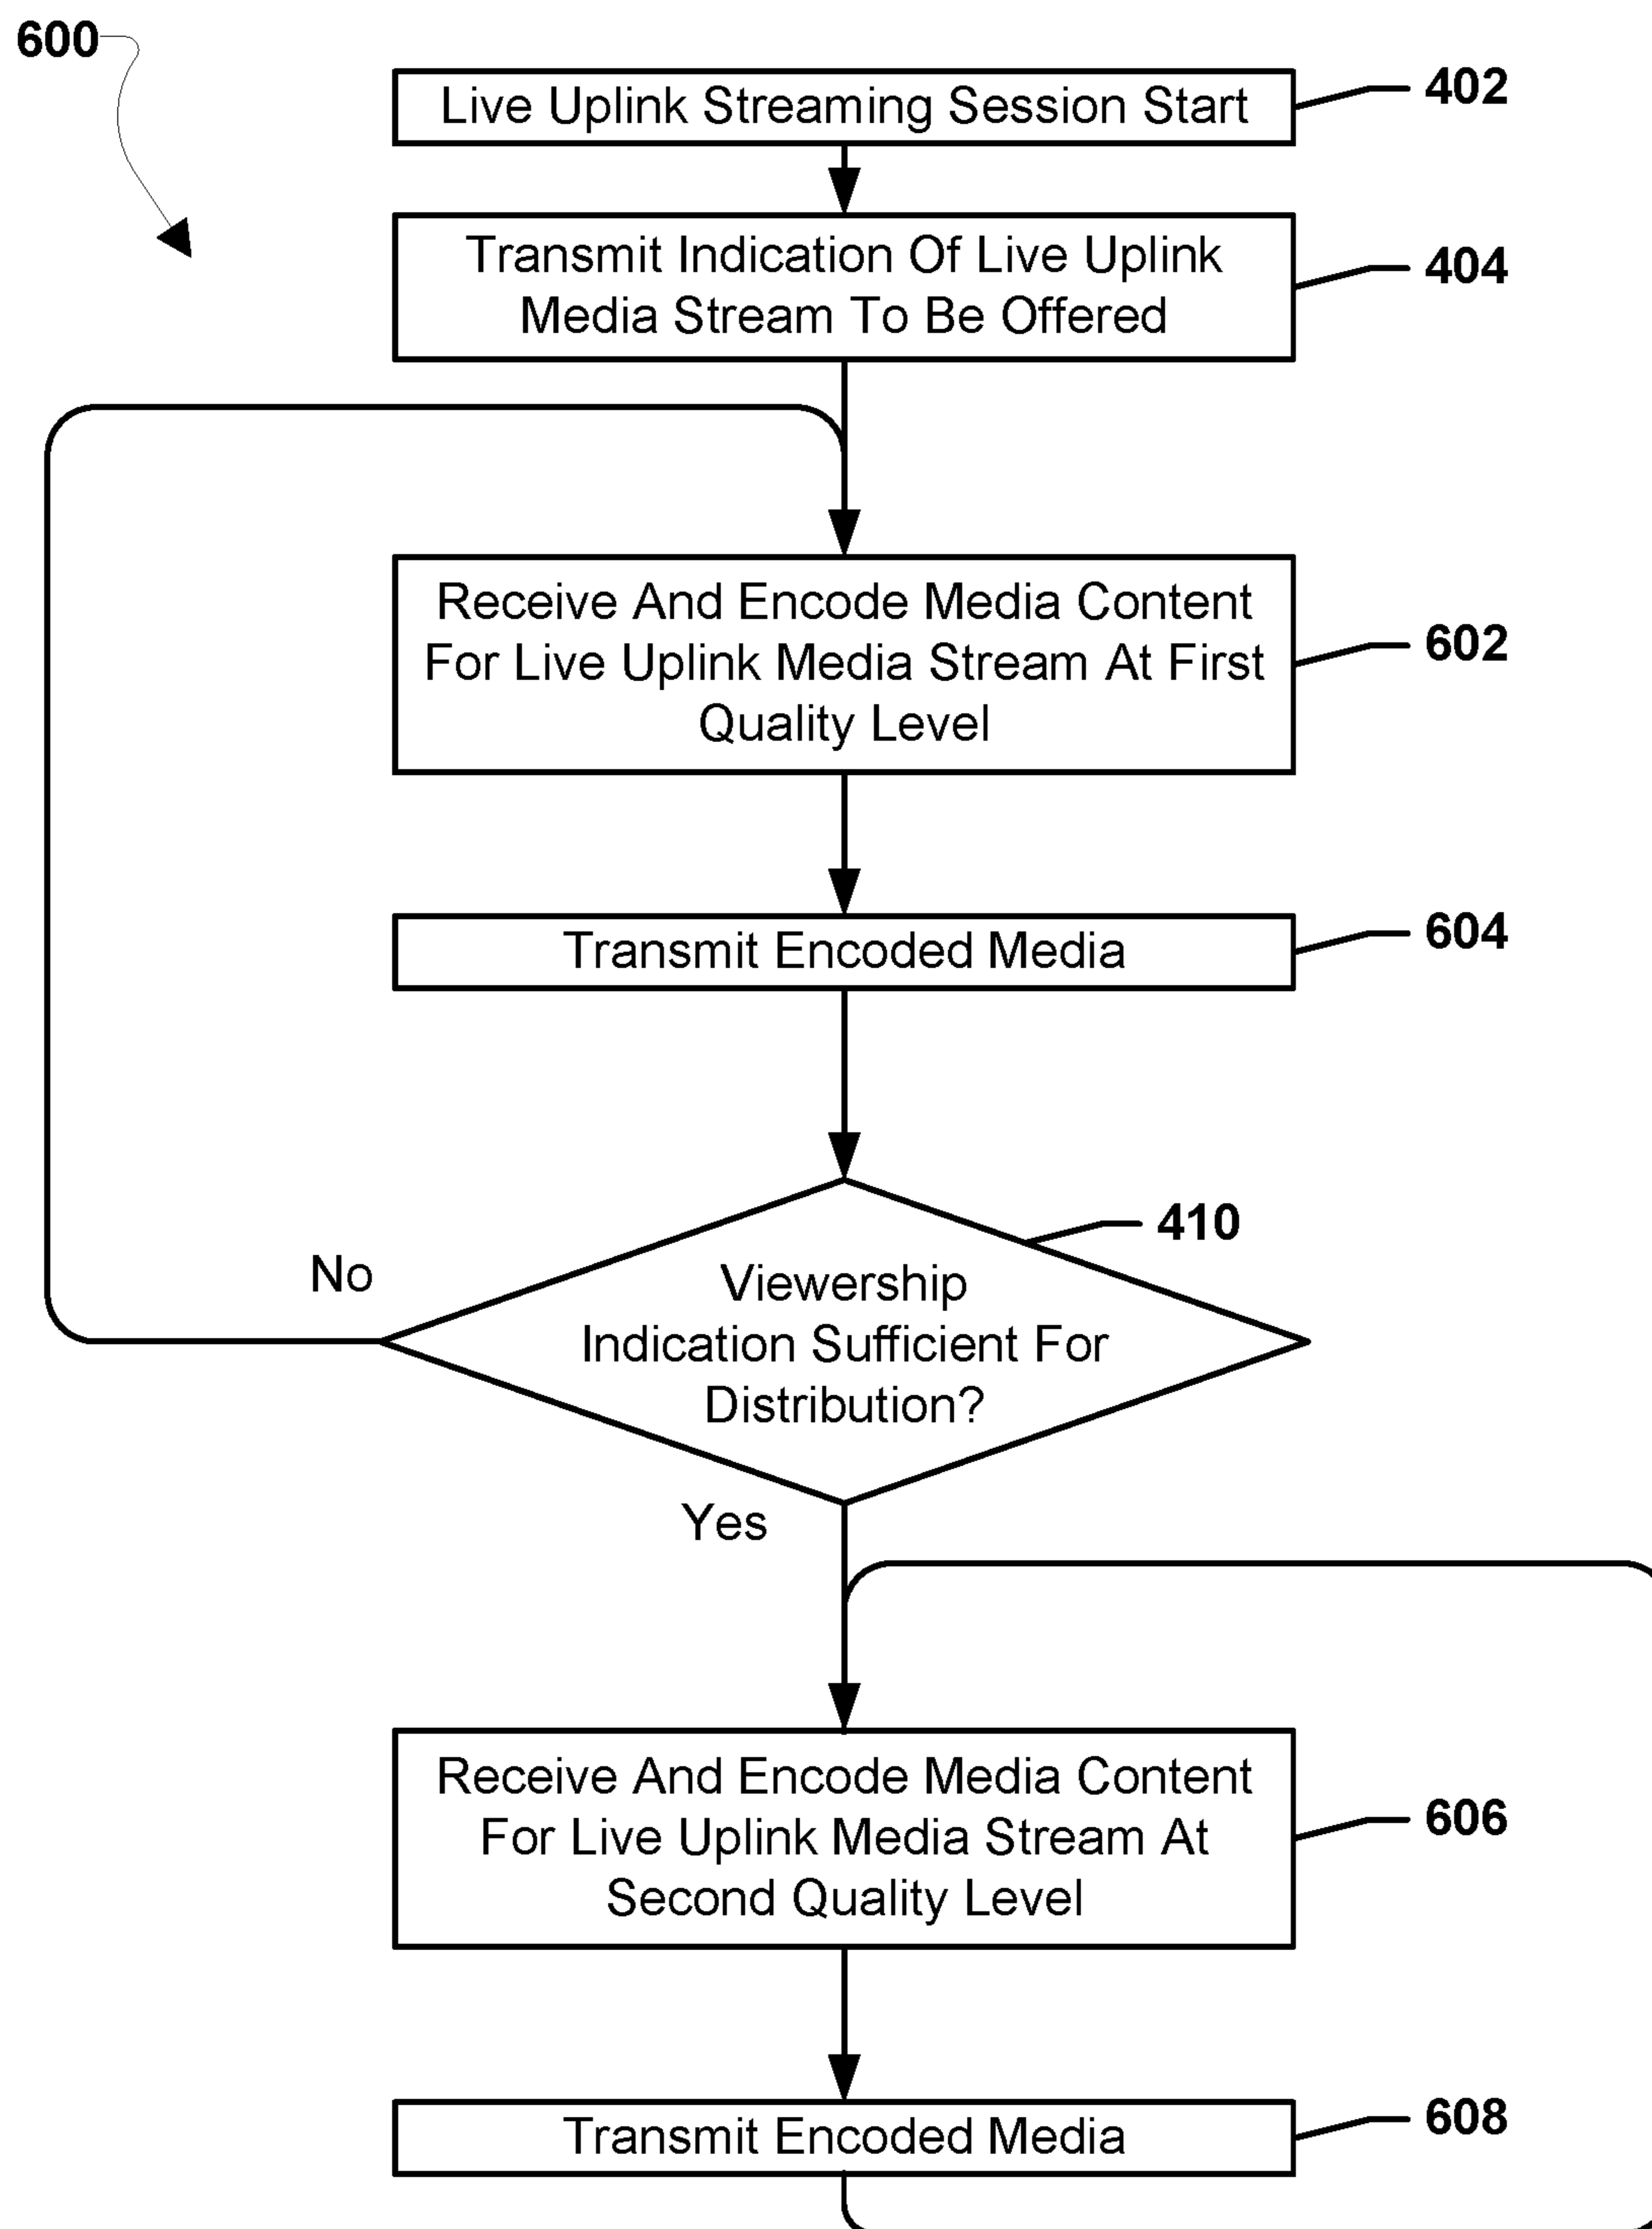 600
Live Uplink Streaming Session Start
402
Transmit Indication Of Live Uplink
Media Stream To Be Offered
404
Receive And Encode Media Content
For Live Uplink Media Stream At First
Quality Level
602
Transmit Encoded Media
604
410
Viewership
Indication Sufficient For
Distribution?
No
Yes
Receive And Encode Media Content
For Live Uplink Media Stream At
Second Quality Level
606
Transmit Encoded Media
608